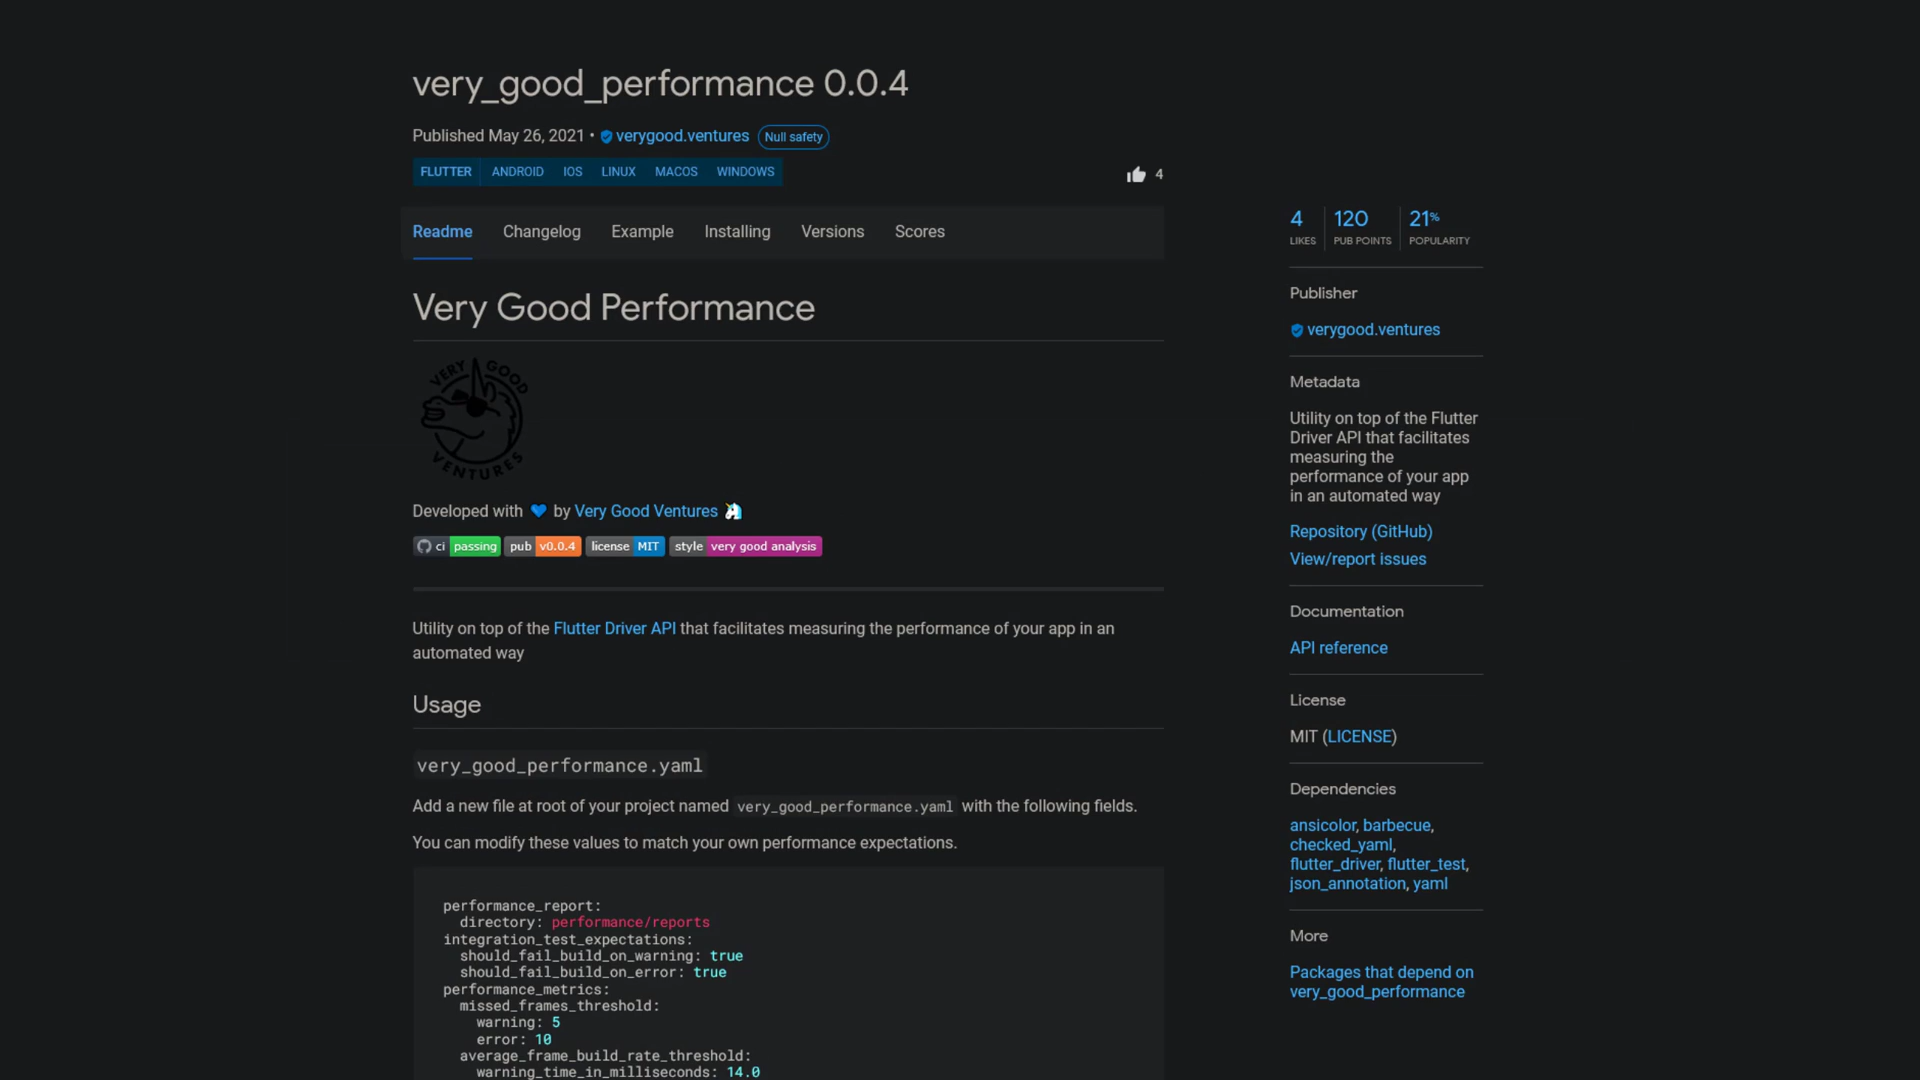 very_good_performance 0.0.4
Published May 26, 2021 • verygood.ventures Null safety
FLUTTER ANDROID IOS LINUX MACOS WINDOWS
4
Readme Changelog Example Installing Versions Scores
Very Good Performance
VERY GOOD
VENTURES
Developed with 💙 by Very Good Ventures 🦄
ci passing pub v0.0.4 license MIT style very good analysis
Utility on top of the Flutter Driver API that facilitates measuring the performance of your app in an
automated way
Usage
very_good_performance.yaml
Add a new file at root of your project named very_good_performance.yaml with the following fields.
You can modify these values to match your own performance expectations.
performance_report:
  directory: performance/reports
integration_test_expectations:
  should_fail_build_on_warning: true
  should_fail_build_on_error: true
performance_metrics:
  missed_frames_threshold:
    warning: 5
    error: 10
  average_frame_build_rate_threshold:
    warning_time_in_milliseconds: 14.0
4 120 21%
LIKES PUB POINTS POPULARITY
Publisher
verygood.ventures
Metadata
Utility on top of the Flutter
Driver API that facilitates
measuring the
performance of your app
in an automated way
Repository (GitHub)
View/report issues
Documentation
API reference
License
MIT (LICENSE)
Dependencies
ansicolor, barbecue,
checked_yaml,
flutter_driver, flutter_test,
json_annotation, yaml
More
Packages that depend on
very_good_performance